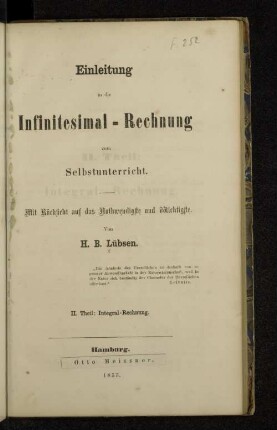 F. 252
Einleitung
in die
Infinitesimal - Rechnung
zum
Selbstunterricht.
Mit Rücksicht auf das Nothwendigste und Wichtigste.
Von
H. B. Lübsen.
II. Theil: Integral-Rechnung.
Hamburg.
Otto Meissner.
1855.